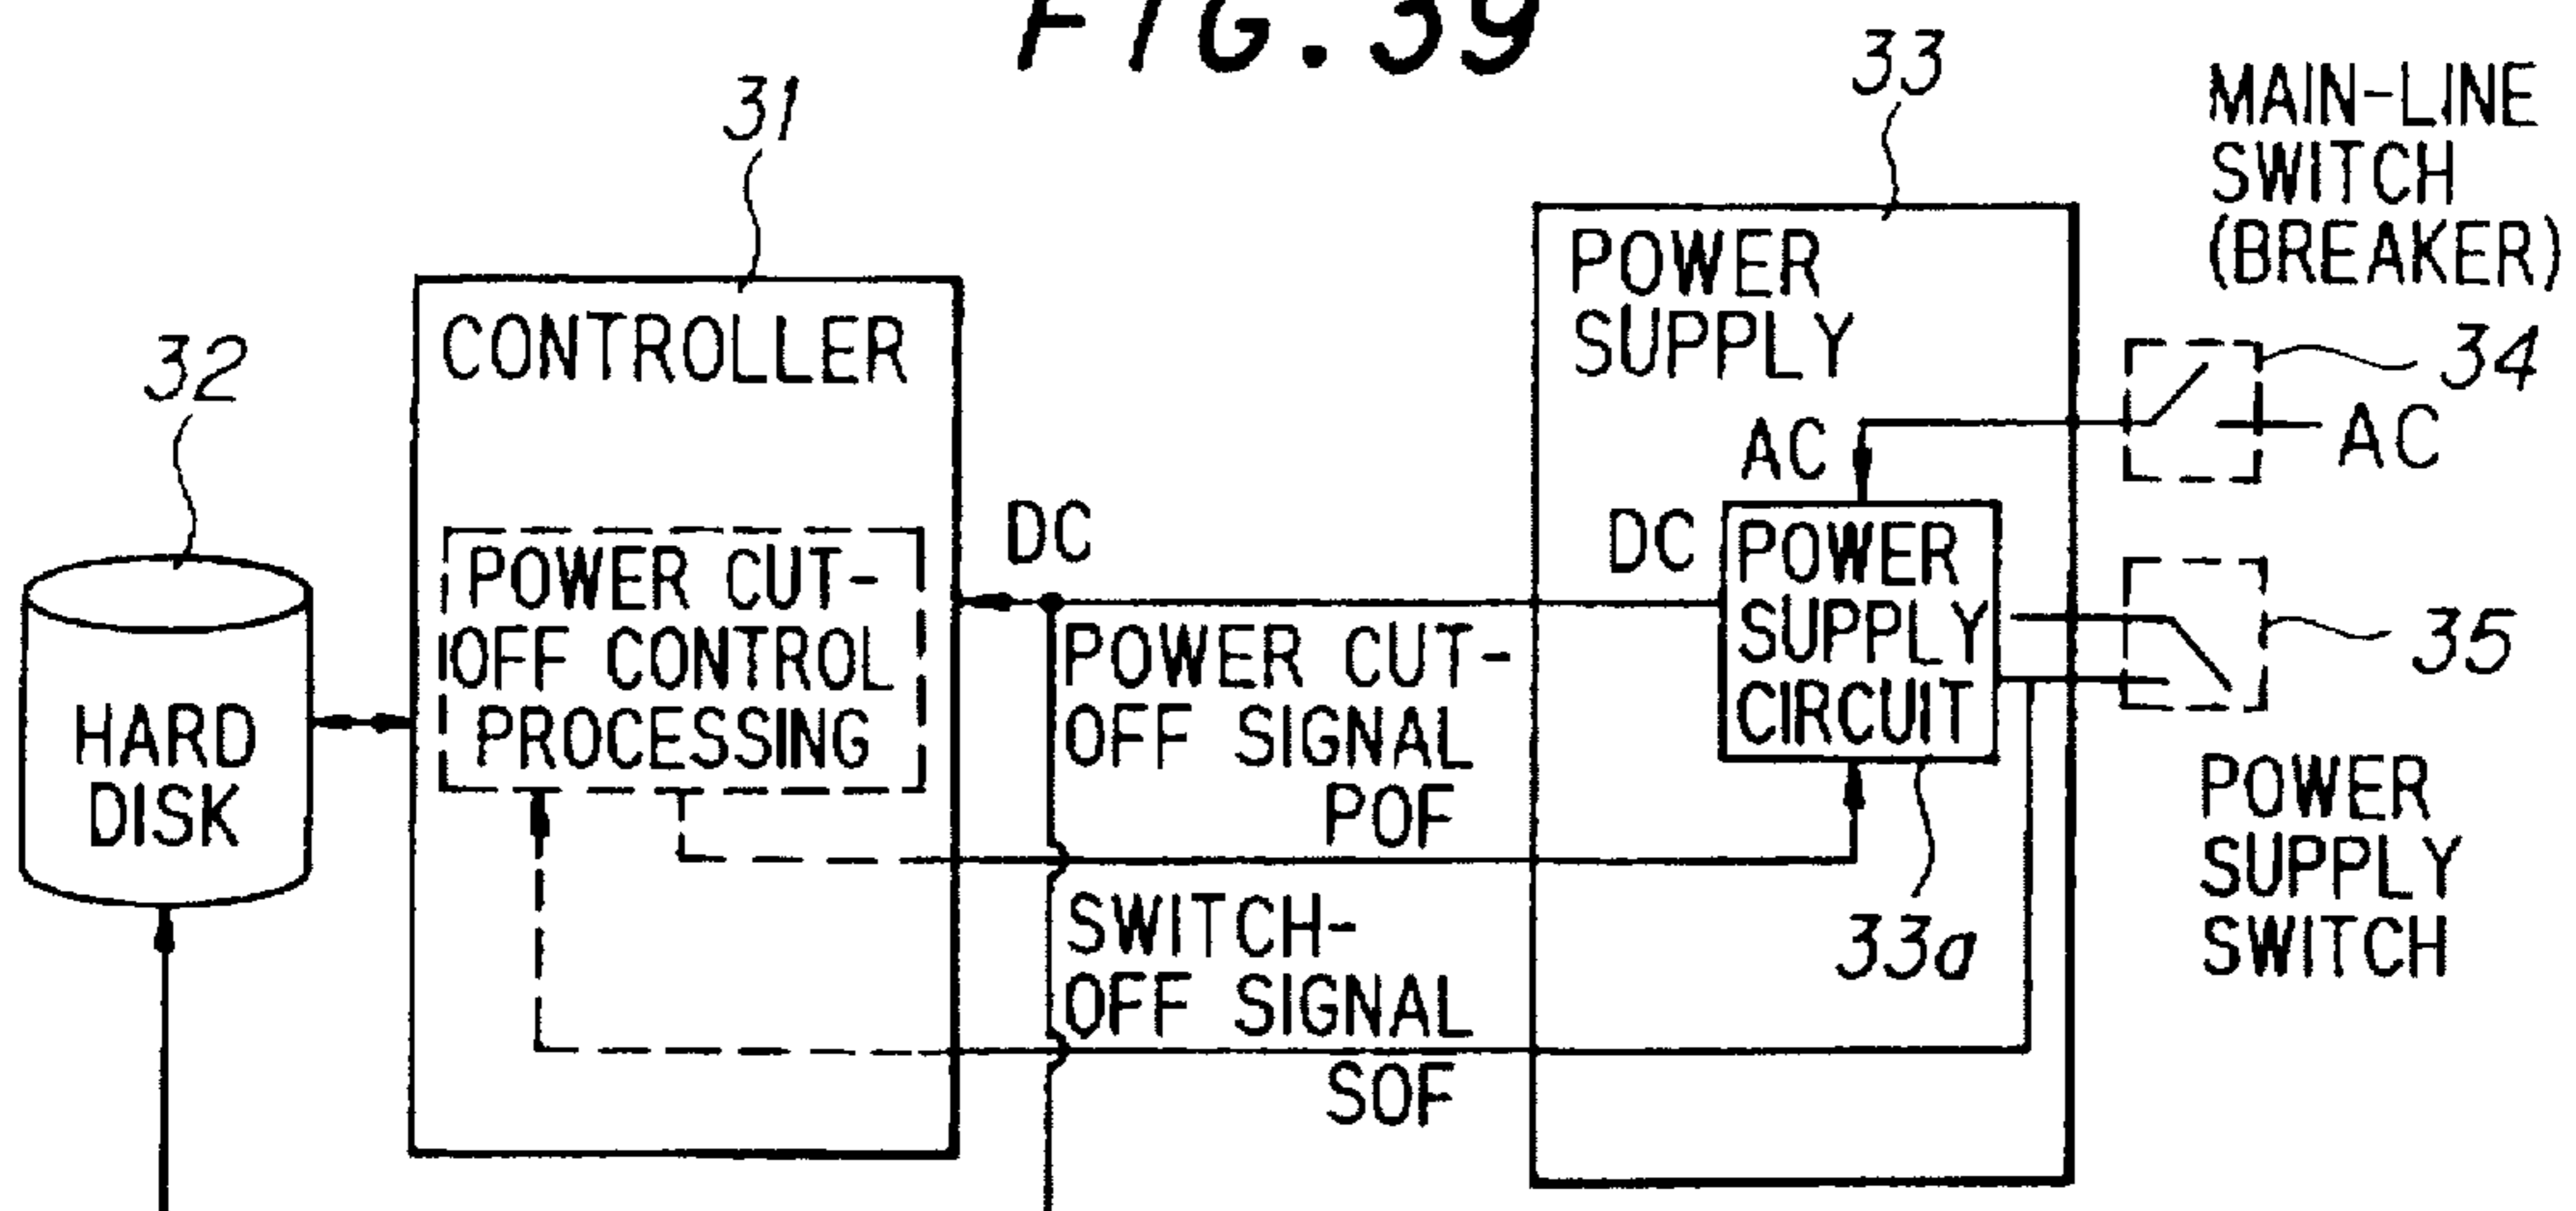 FIG. 39
31
33
MAIN-LINE
SWITCH
(BREAKER)
34
AC
32
CONTROLLER
POWER
SUPPLY
AC
DC
DC
POWER CUT-
OFF CONTROL
PROCESSING
POWER
SUPPLY
CIRCUIT
35
HARD
DISK
POWER CUT-
OFF SIGNAL
POF
POWER
SUPPLY
SWITCH
SWITCH-
OFF SIGNAL
SOF
33a